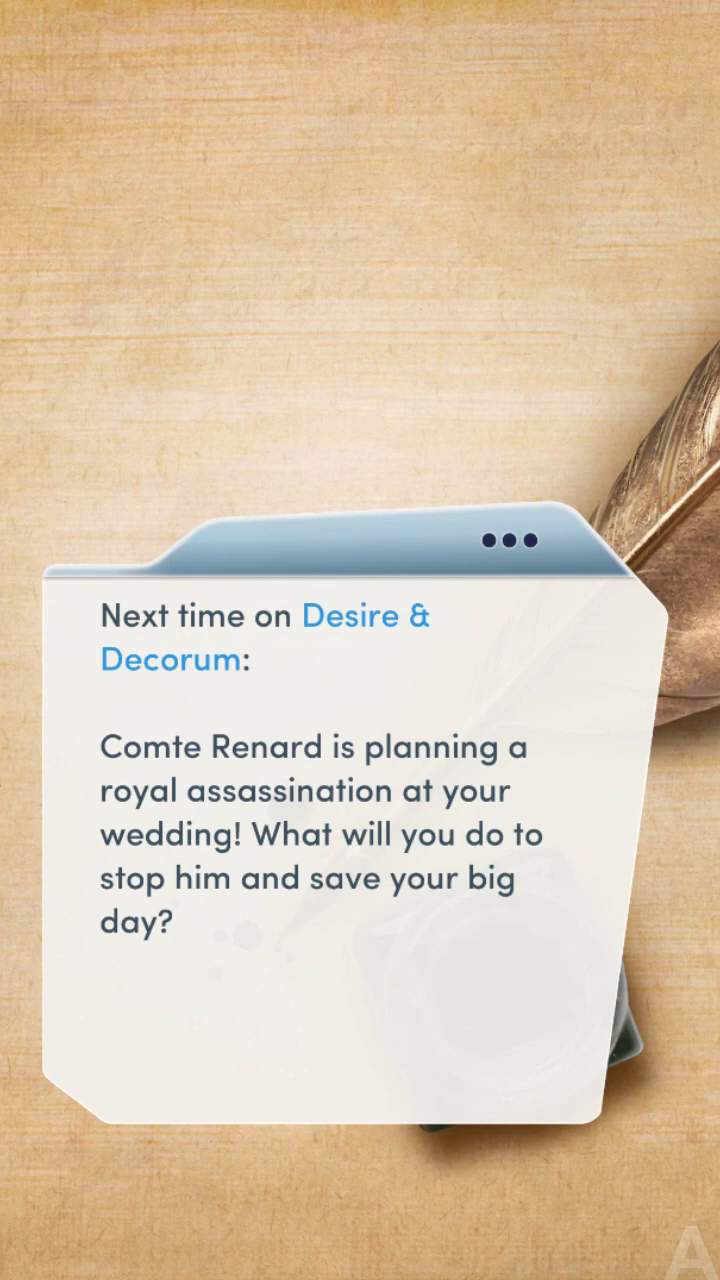 Next time on Desire &
Decorum:
Comte Renard is planning a
royal assassination at your
wedding! What will you do to
stop him and save your big
day?
A